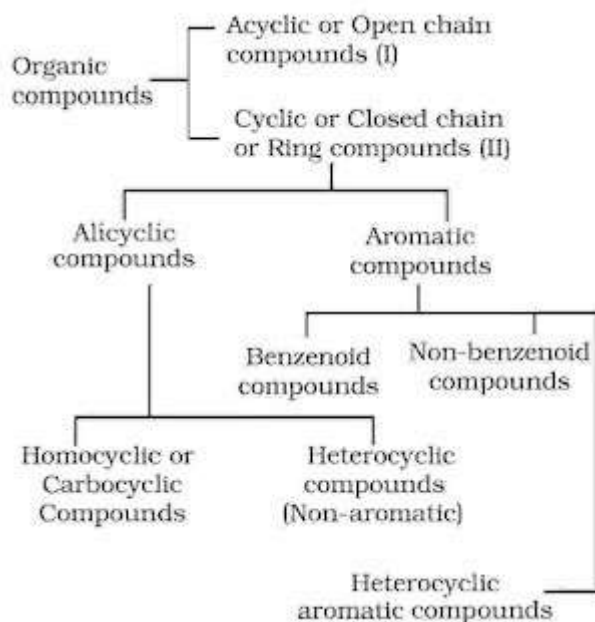 Acyclic or Open chain
compounds (I)
Organic
compounds
Cyclic or Closed chain
or Ring compounds (II)
Alicyclic
compounds
Aromatic
compounds
Benzenoid
compounds
Non-benzenoid
compounds
Homocyclic or
Carbocyclic
Compounds
Heterocyclic
compounds
(Non-aromatic)
Heterocyclic
aromatic compounds